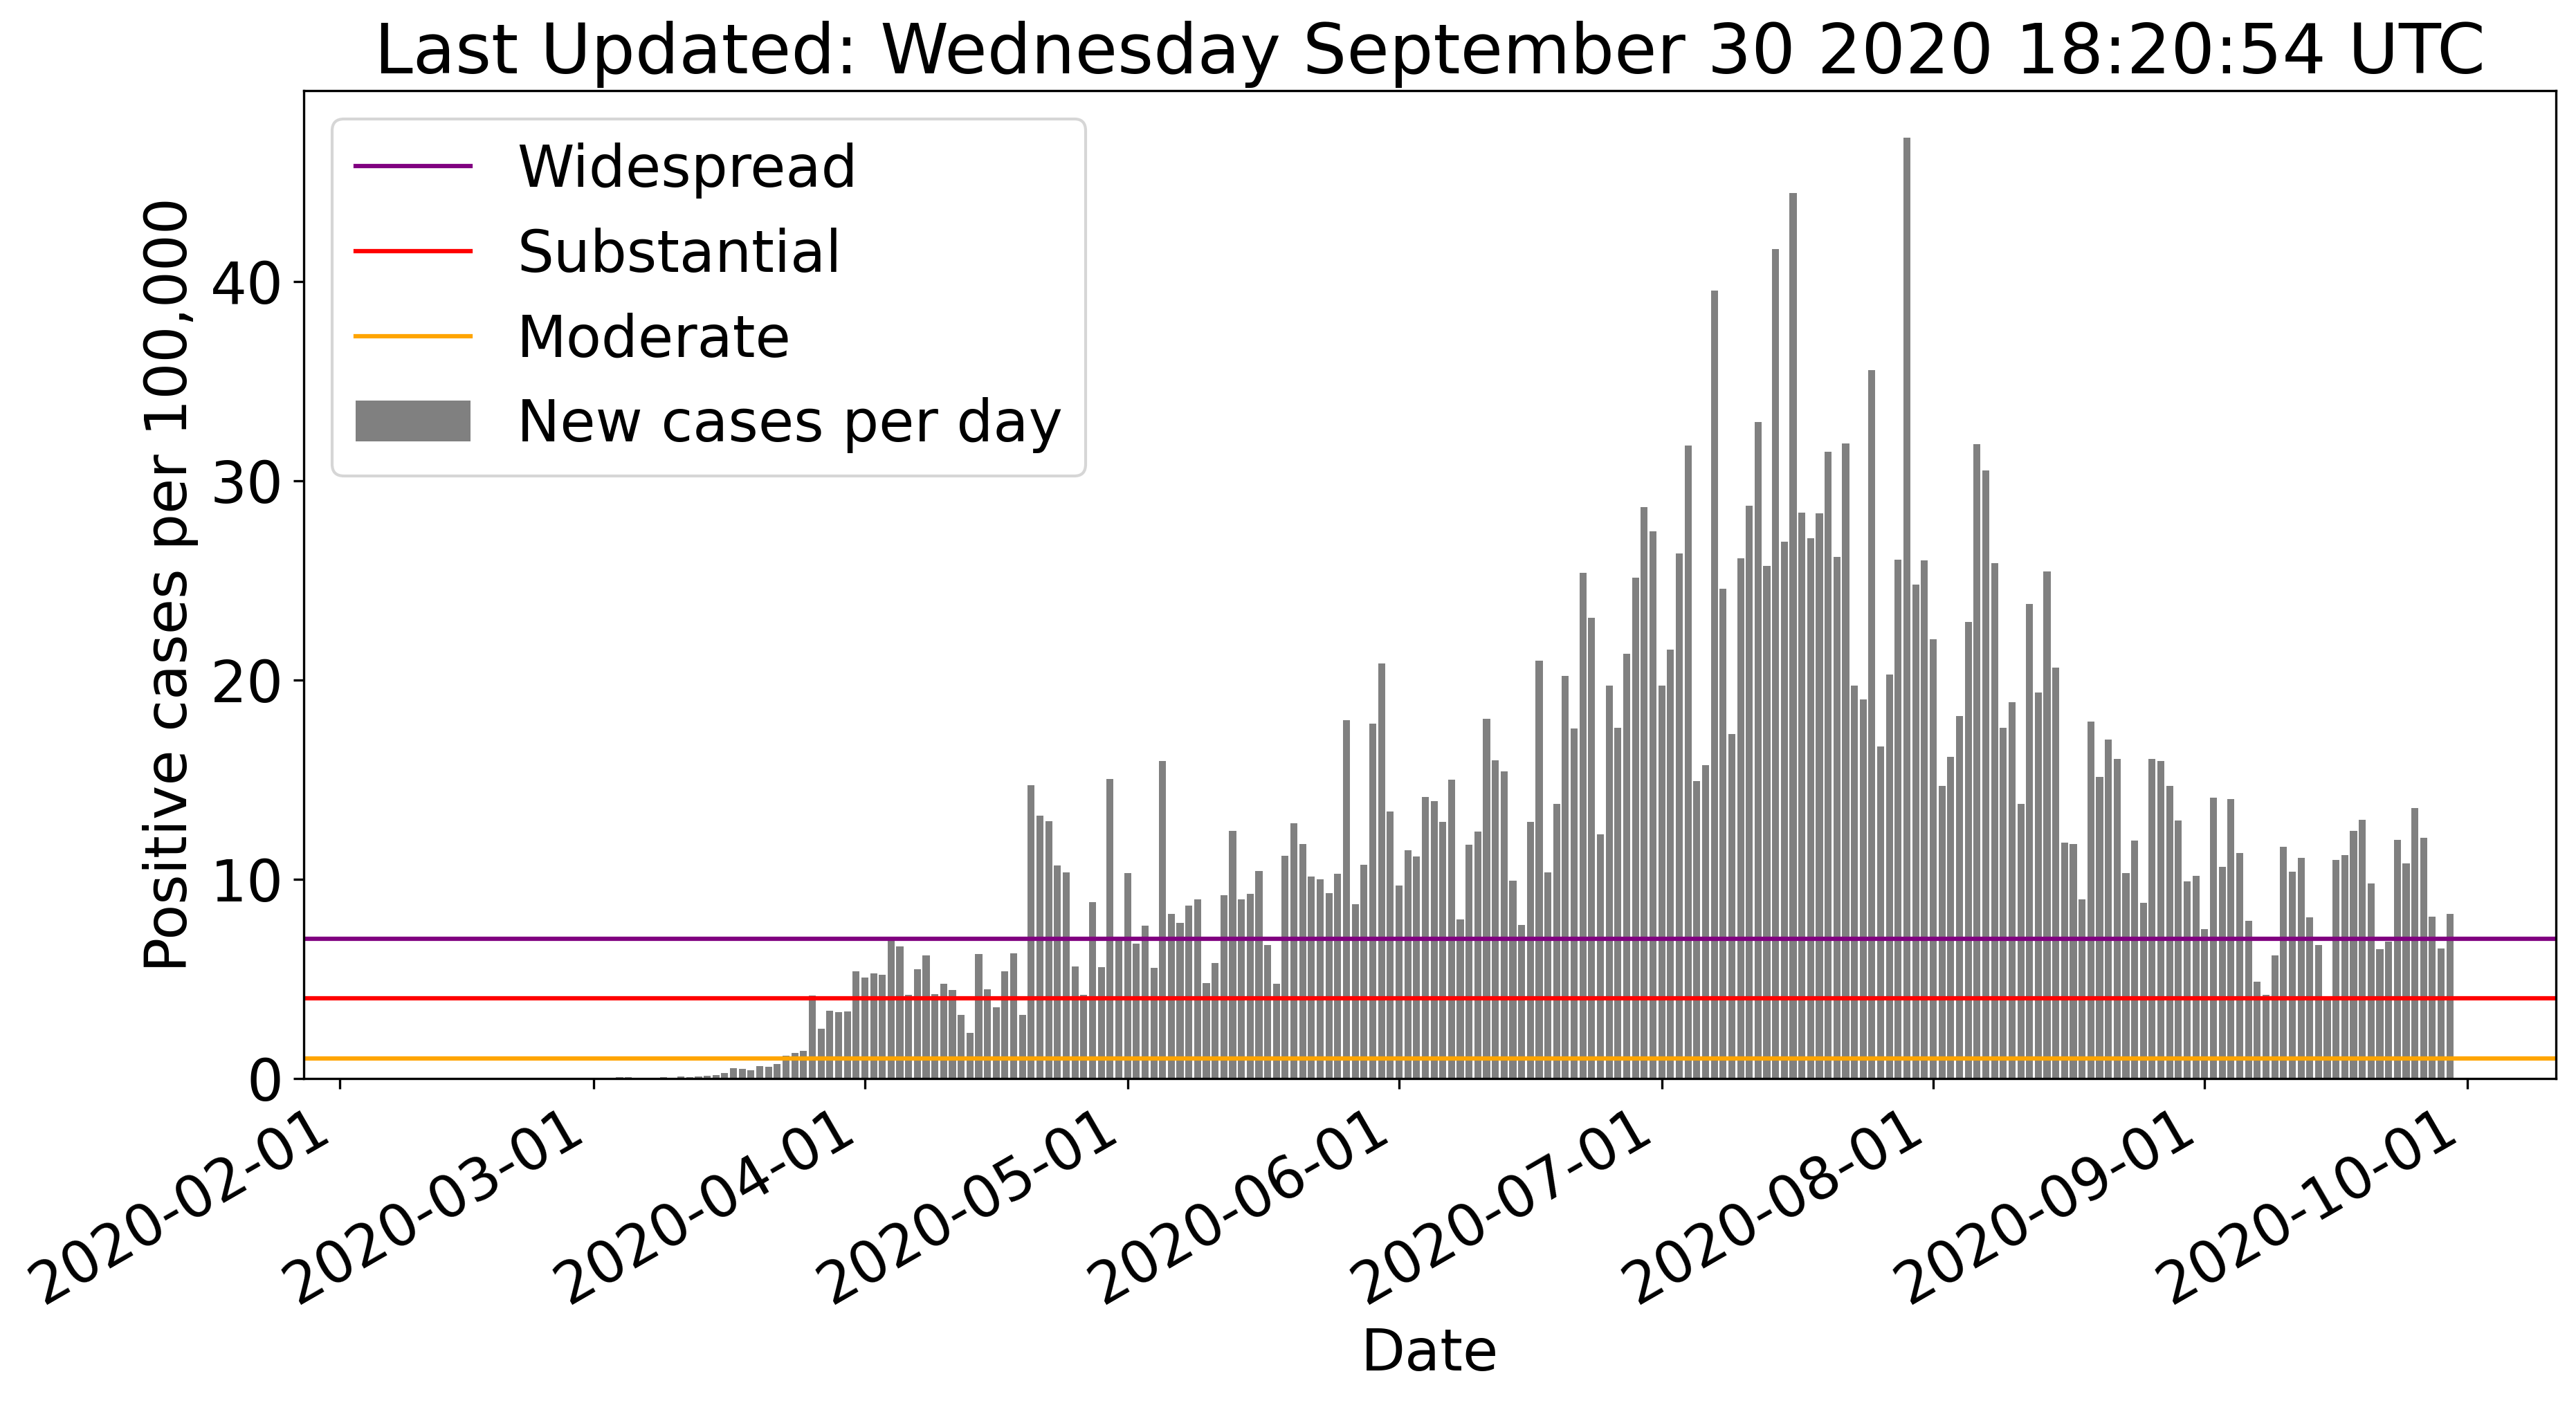 Last Updated: Wednesday September 30 2020 18:20:54 UTC
Widespread
Substantial
Moderate
New cases per day
Positive cases per 100,000
40
30
20
10
0
2020-02-01
2020-03-01
2020-04-01
2020-05-01
2020-06-01
2020-07-01
2020-08-01
2020-09-01
2020-10-01
Date